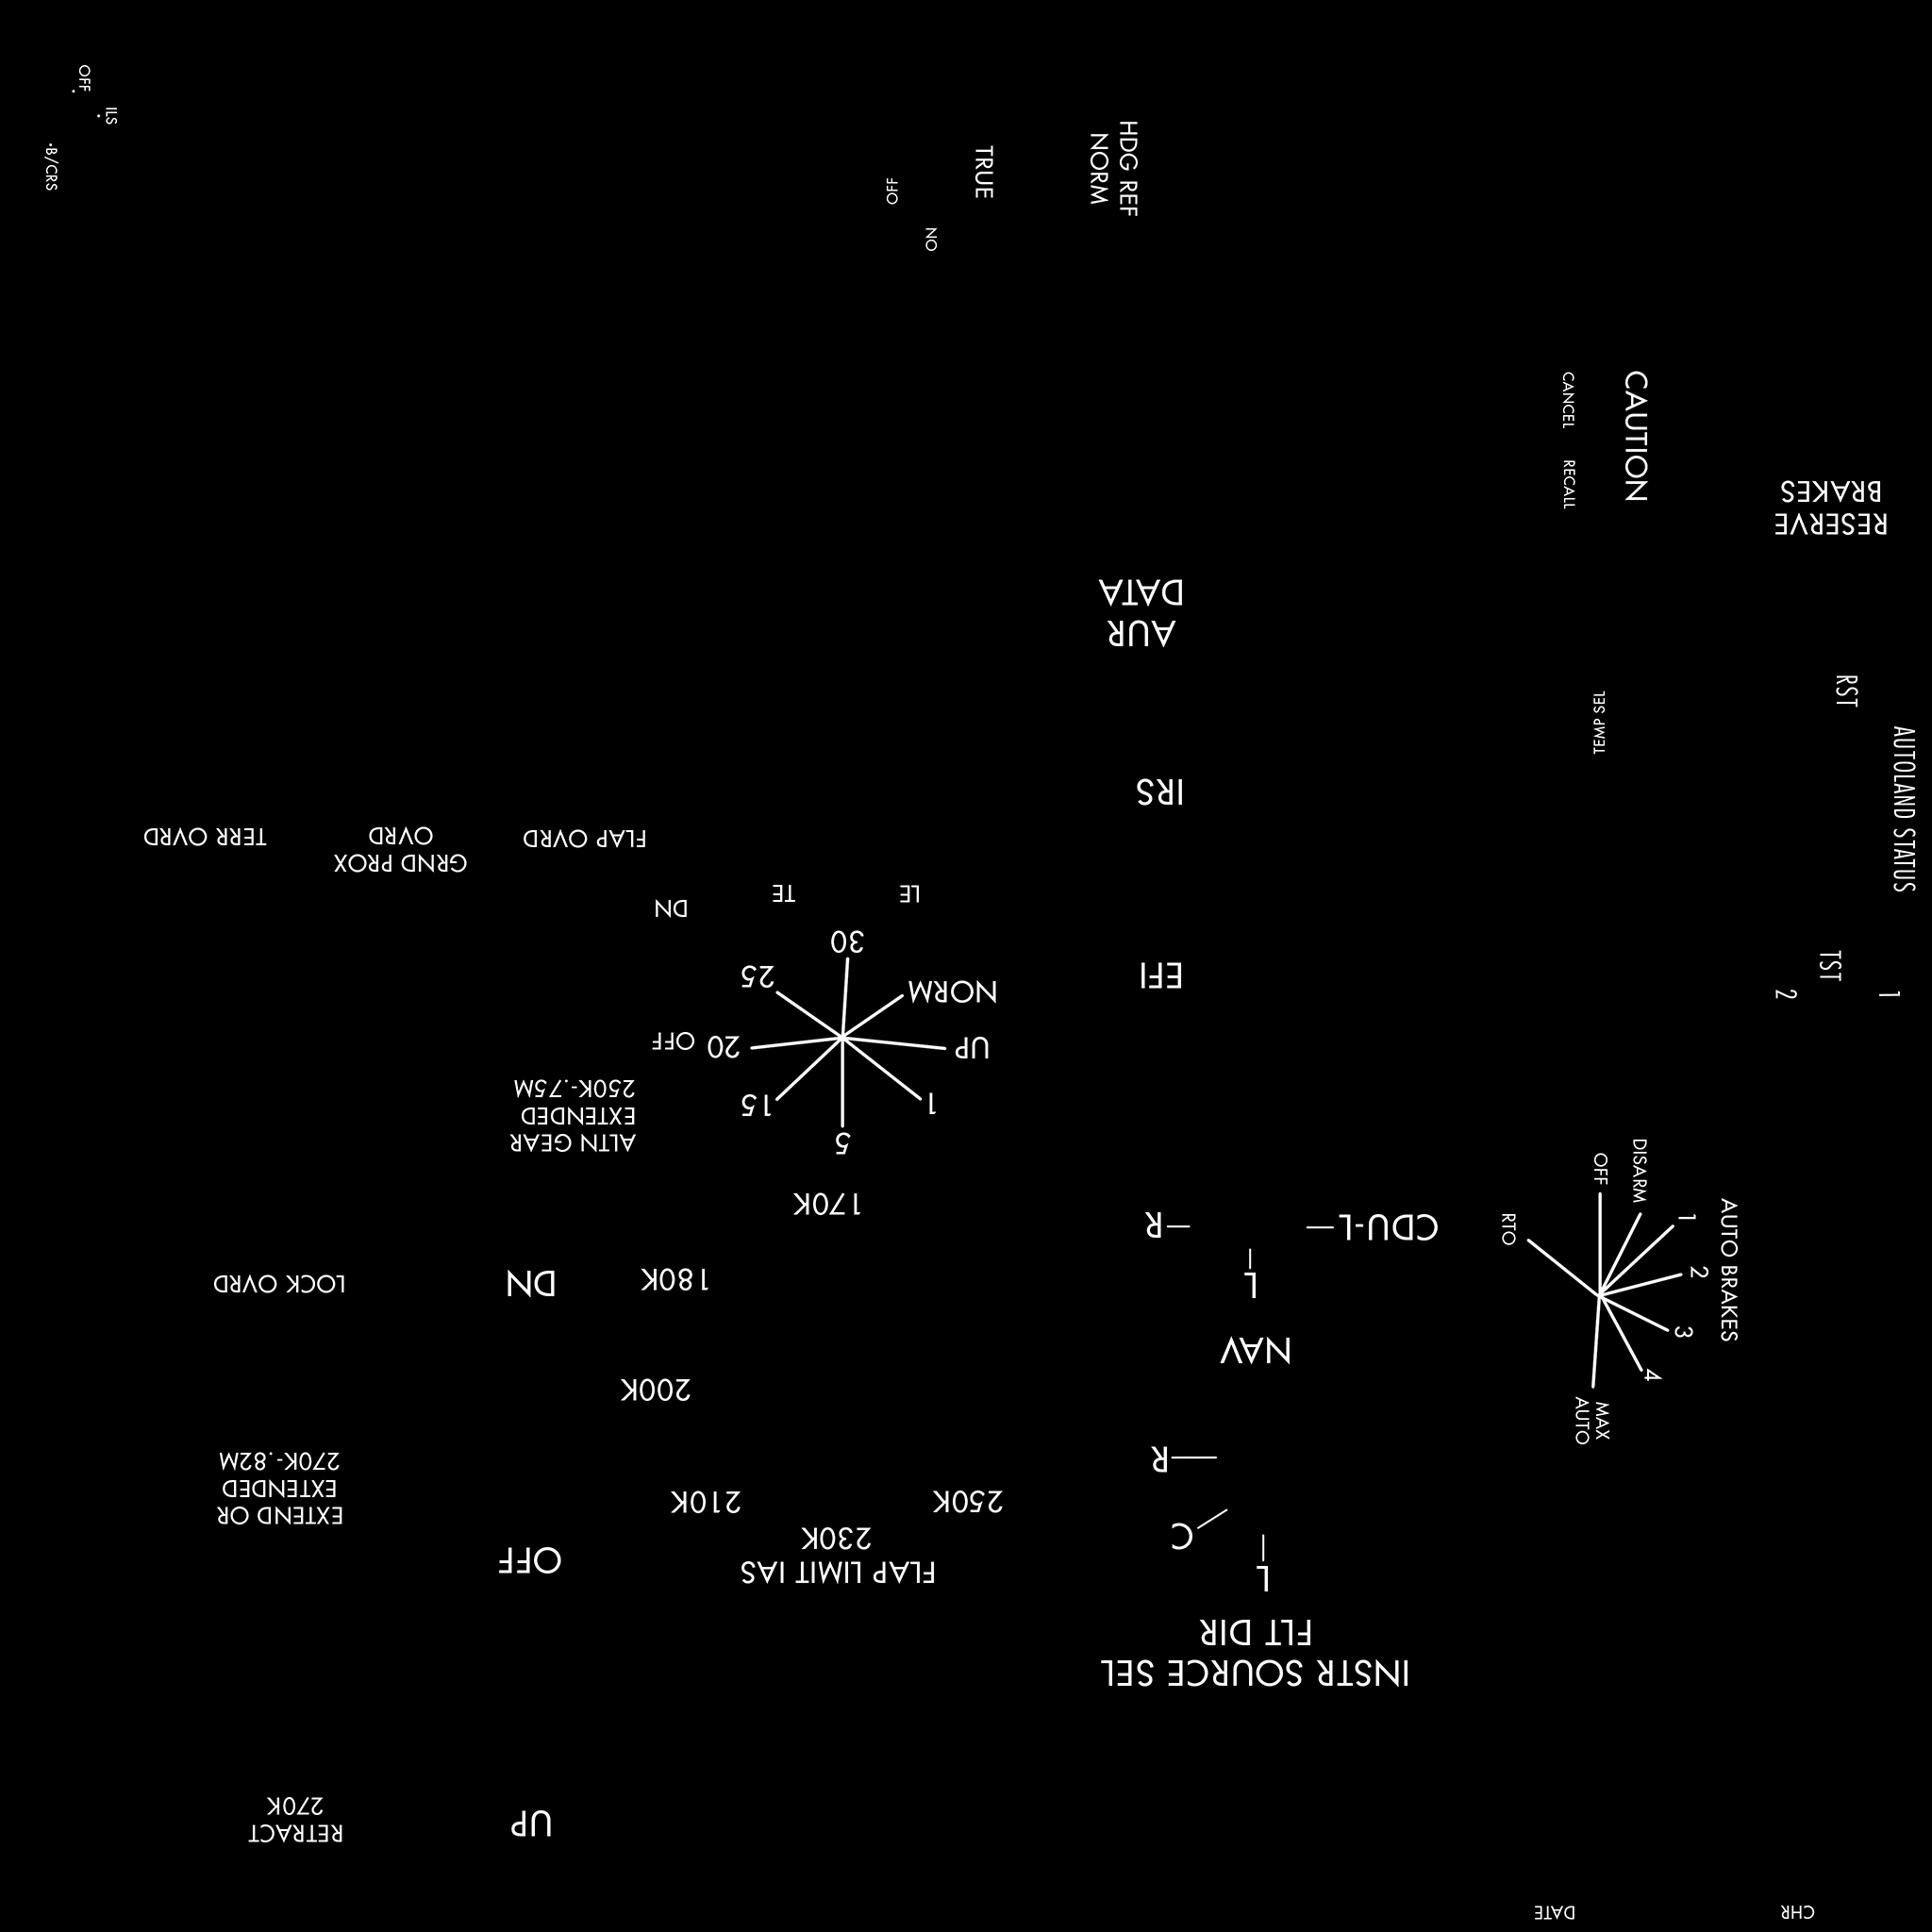 OFF
ILS
B/CRS
HDG REF
NORM
TRUE
OFF
ON
CAUTION
CANCEL
RECALL
RESERVE
BRAKES
AUR
DATA
TEMP SEL
RST
AUTOLAND STATUS
TST
1
2
IRS
EFI
FLAP OVRD
GRND PROX
OVRD
TERR OVRD
LE
TE
DN
30
25
NORM
20
OFF
UP
15
1
5
ALTN GEAR
EXTENDED
250K-.75M
170K
180K
200K
210K
230K
250K
FLAP LIMIT IAS
LOCK OVRD
DN
EXTEND OR
EXTENDED
270K-.82M
OFF
RETRACT
270K
UP
INSTR SOURCE SEL
FLT DIR
L
C
R
NAV
L
CDU-L
R
AUTO BRAKES
RTO
OFF
DISARM
1
2
3
4
MAX
AUTO
CHR
DATE